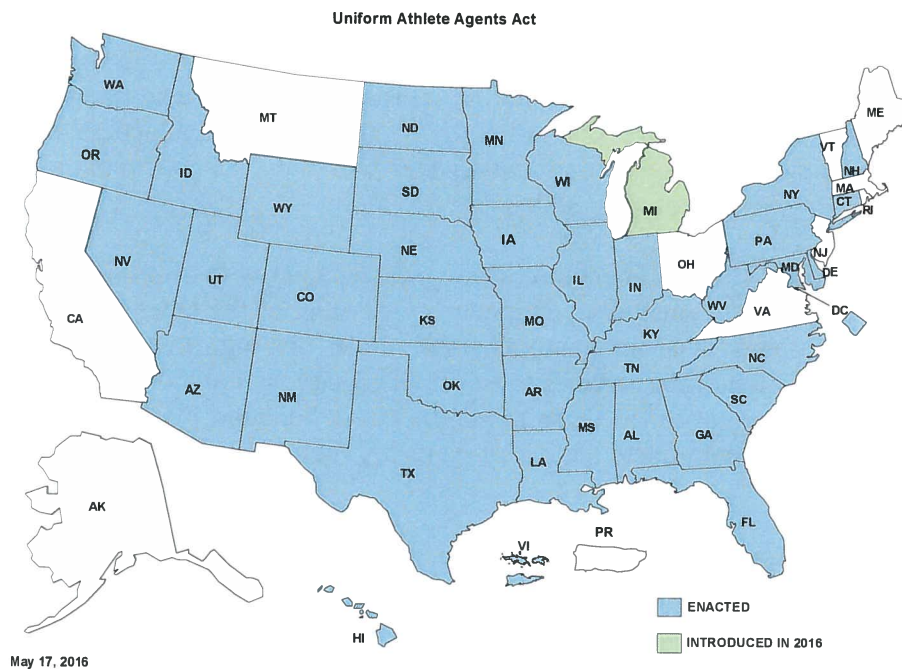 Uniform Athlete Agents Act
WA
MT
ME
ND
MN
VT
OR
NH
ID
SD
WI
MA
NY
CT
WY
RI
MI
IA
PA
NE
NJ
NV
OH
MD
DE
UT
IL
IN
CO
WV
VA
DC
CA
KS
MO
KY
NC
TN
AZ
OK
AR
NM
SC
MS
AL
GA
LA
TX
AK
FL
PR
VI
ENACTED
HI
INTRODUCED IN 2016
May 17, 2016